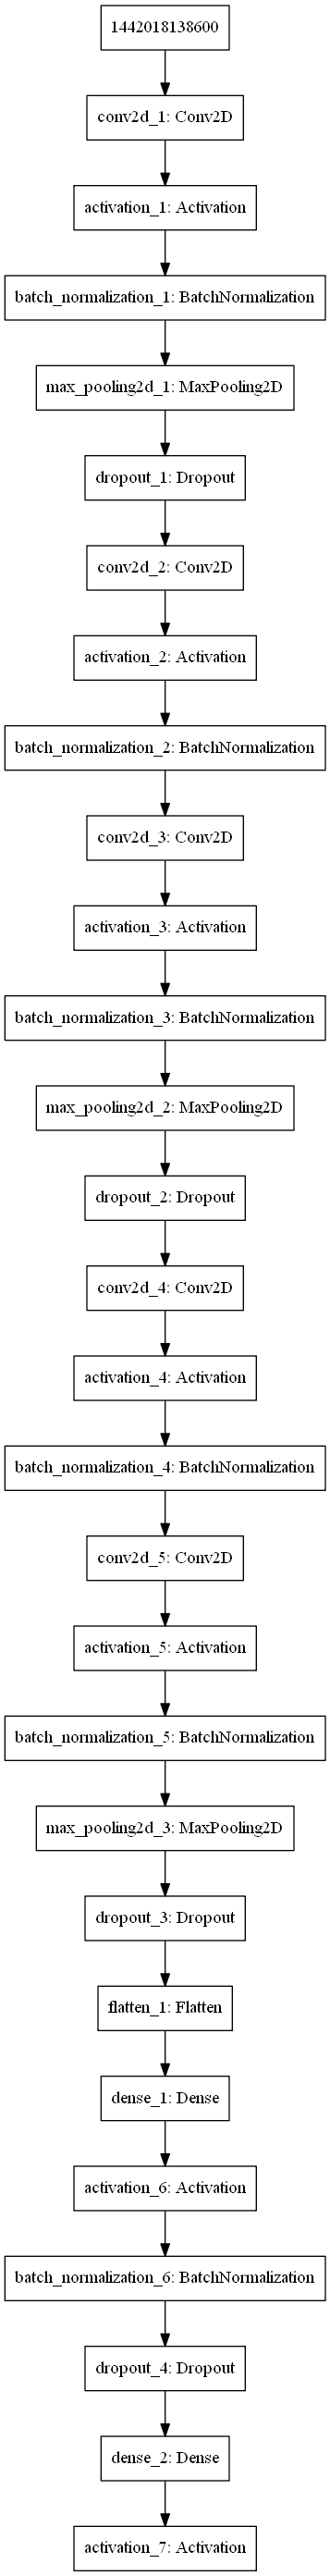 1442018138600
conv2d_1: Conv2D
activation_1: Activation
batch_normalization_1: BatchNormalization
max_pooling2d_1: MaxPooling2D
dropout_1: Dropout
conv2d_2: Conv2D
activation_2: Activation
batch_normalization_2: BatchNormalization
conv2d_3: Conv2D
activation_3: Activation
batch_normalization_3: BatchNormalization
max_pooling2d_2: MaxPooling2D
dropout_2: Dropout
conv2d_4: Conv2D
activation_4: Activation
batch_normalization_4: BatchNormalization
conv2d_5: Conv2D
activation_5: Activation
batch_normalization_5: BatchNormalization
max_pooling2d_3: MaxPooling2D
dropout_3: Dropout
flatten_1: Flatten
dense_1: Dense
activation_6: Activation
batch_normalization_6: BatchNormalization
dropout_4: Dropout
dense_2: Dense
activation_7: Activation